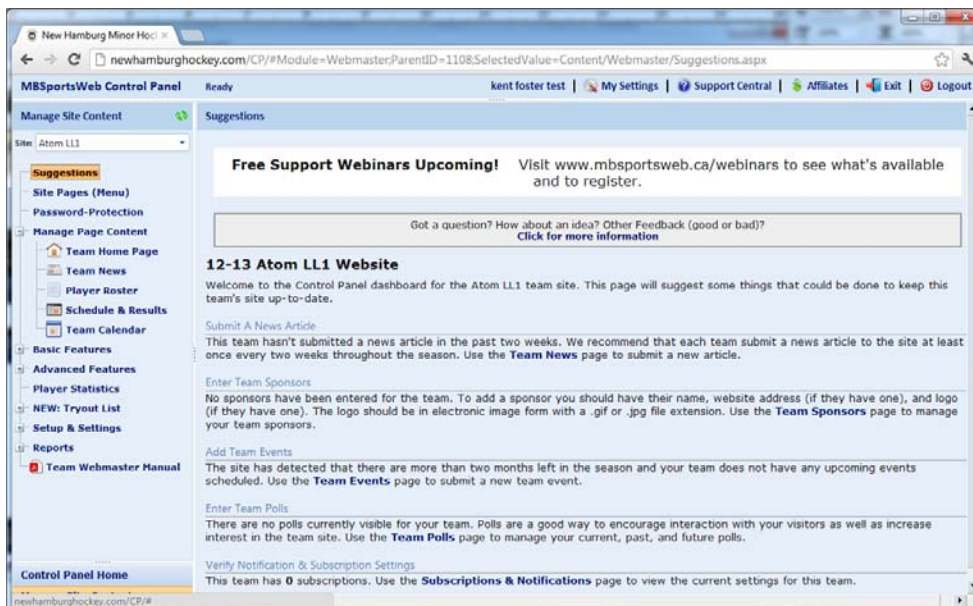 New Hamburg Minor Hocl
newhamburghockey.com/CP/#Module=Webmaster;ParentID=1108;SelectedValue=Content/Webmaster/Suggestions.aspx
MBSportsWeb Control Panel
Ready
kent foster test | My Settings | Support Central | Affiliates | Exit | Logout
Manage Site Content
Suggestions
Site: Atom LL1
Suggestions
Site Pages (Menu)
Password-Protection
Manage Page Content
Team Home Page
Team News
Player Roster
Schedule & Results
Team Calendar
Basic Features
Advanced Features
Player Statistics
NEW: Tryout List
Setup & Settings
Reports
Team Webmaster Manual
Control Panel Home
newhamburghockey.com/CP/#
Free Support Webinars Upcoming! Visit www.mbsportsweb.ca/webinars to see what's available
and to register.
Got a question? How about an idea? Other Feedback (good or bad)?
Click for more information
12-13 Atom LL1 Website
Welcome to the Control Panel dashboard for the Atom LL1 team site. This page will suggest some things that could be done to keep this
team's site up-to-date.
Submit A News Article
This team hasn't submitted a news article in the past two weeks. We recommend that each team submit a news article to the site at least
once every two weeks throughout the season. Use the Team News page to submit a new article.
Enter Team Sponsors
No sponsors have been entered for the team. To add a sponsor you should have their name, website address (if they have one), and logo
(if they have one). The logo should be in electronic image form with a .gif or .jpg file extension. Use the Team Sponsors page to manage
your team sponsors.
Add Team Events
The site has detected that there are more than two months left in the season and your team does not have any upcoming events
scheduled. Use the Team Events page to submit a new team event.
Enter Team Polls
There are no polls currently visible for your team. Polls are a good way to encourage interaction with your visitors as well as increase
interest in the team site. Use the Team Polls page to manage your current, past, and future polls.
Verify Notification & Subscription Settings
This team has 0 subscriptions. Use the Subscriptions & Notifications page to view the current settings for this team.